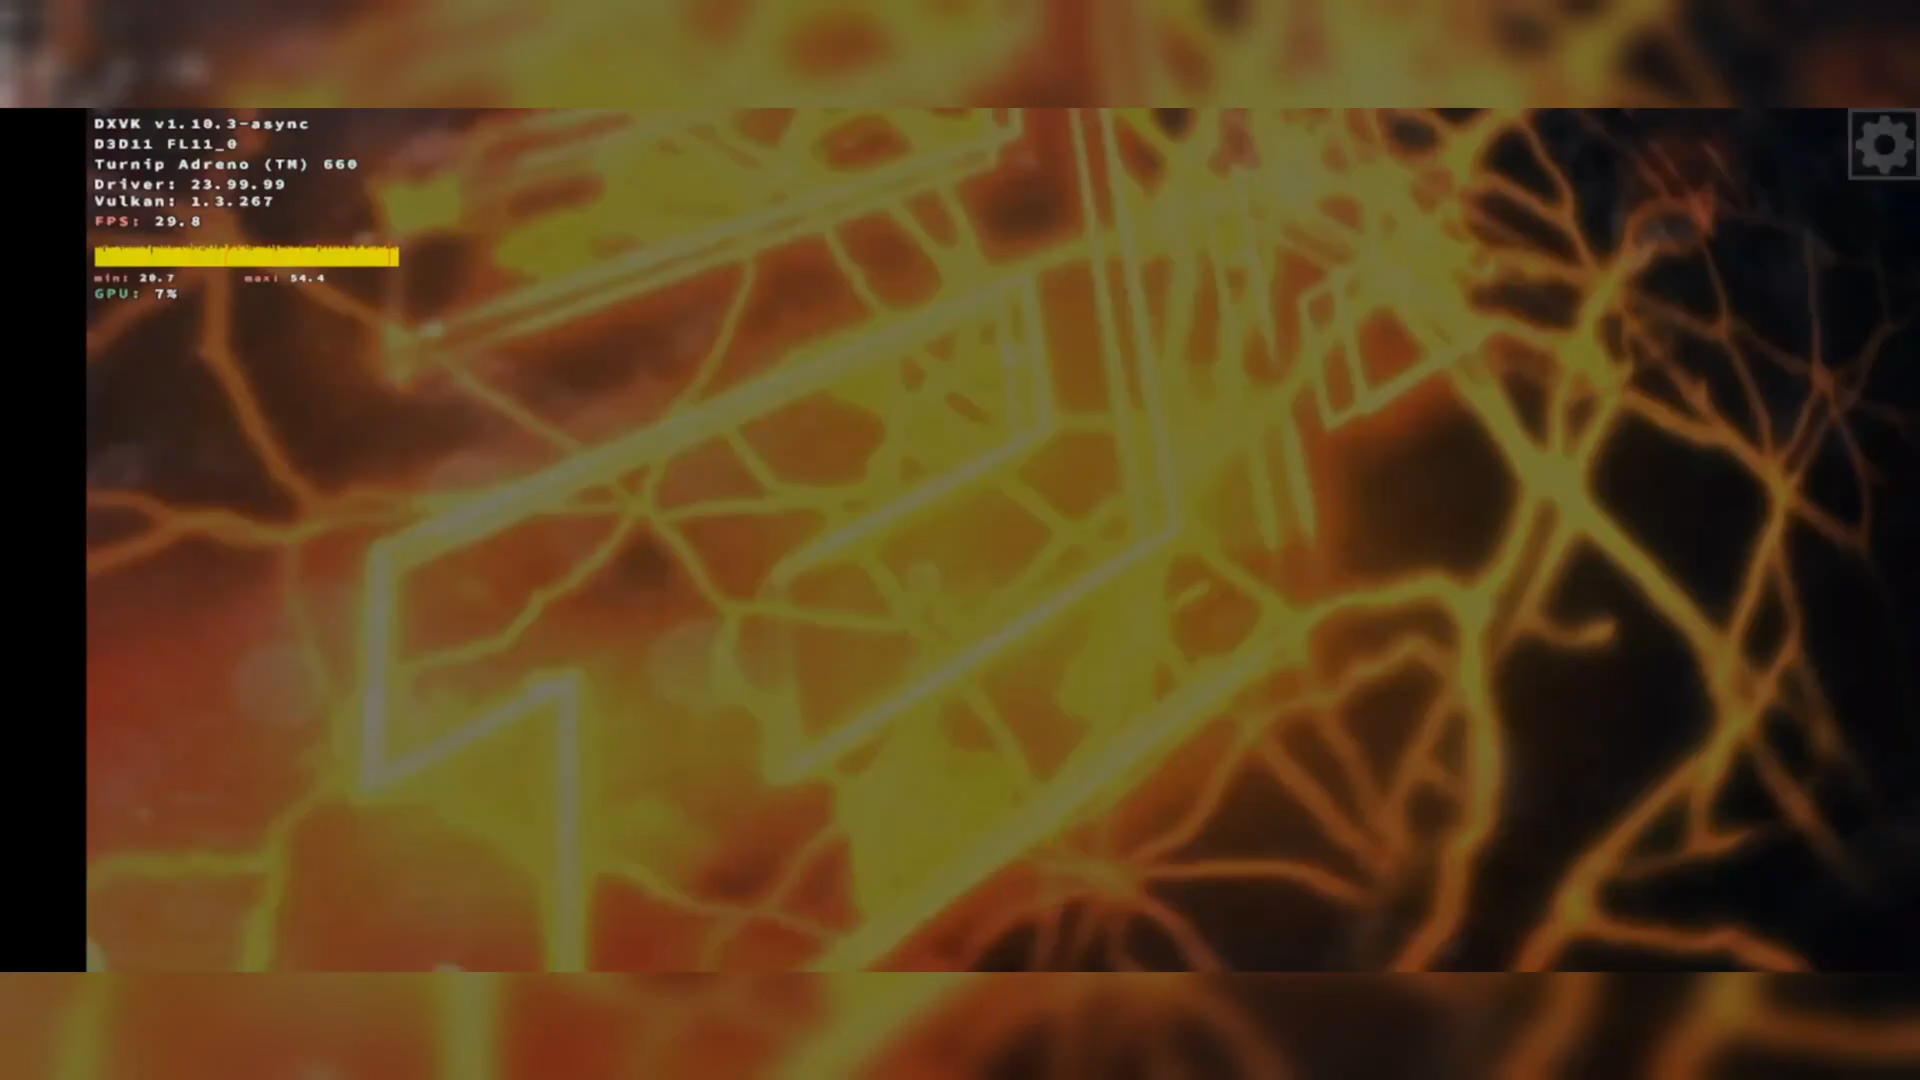 DXVK v1.10.3-async
D3D11 FL11_0
Turnip Adreno (TM) 660
Driver: 23.99.99
Vulkan: 1.3.267
FPS: 29.8
min: 20.7 max: 54.4
GPU: 7%